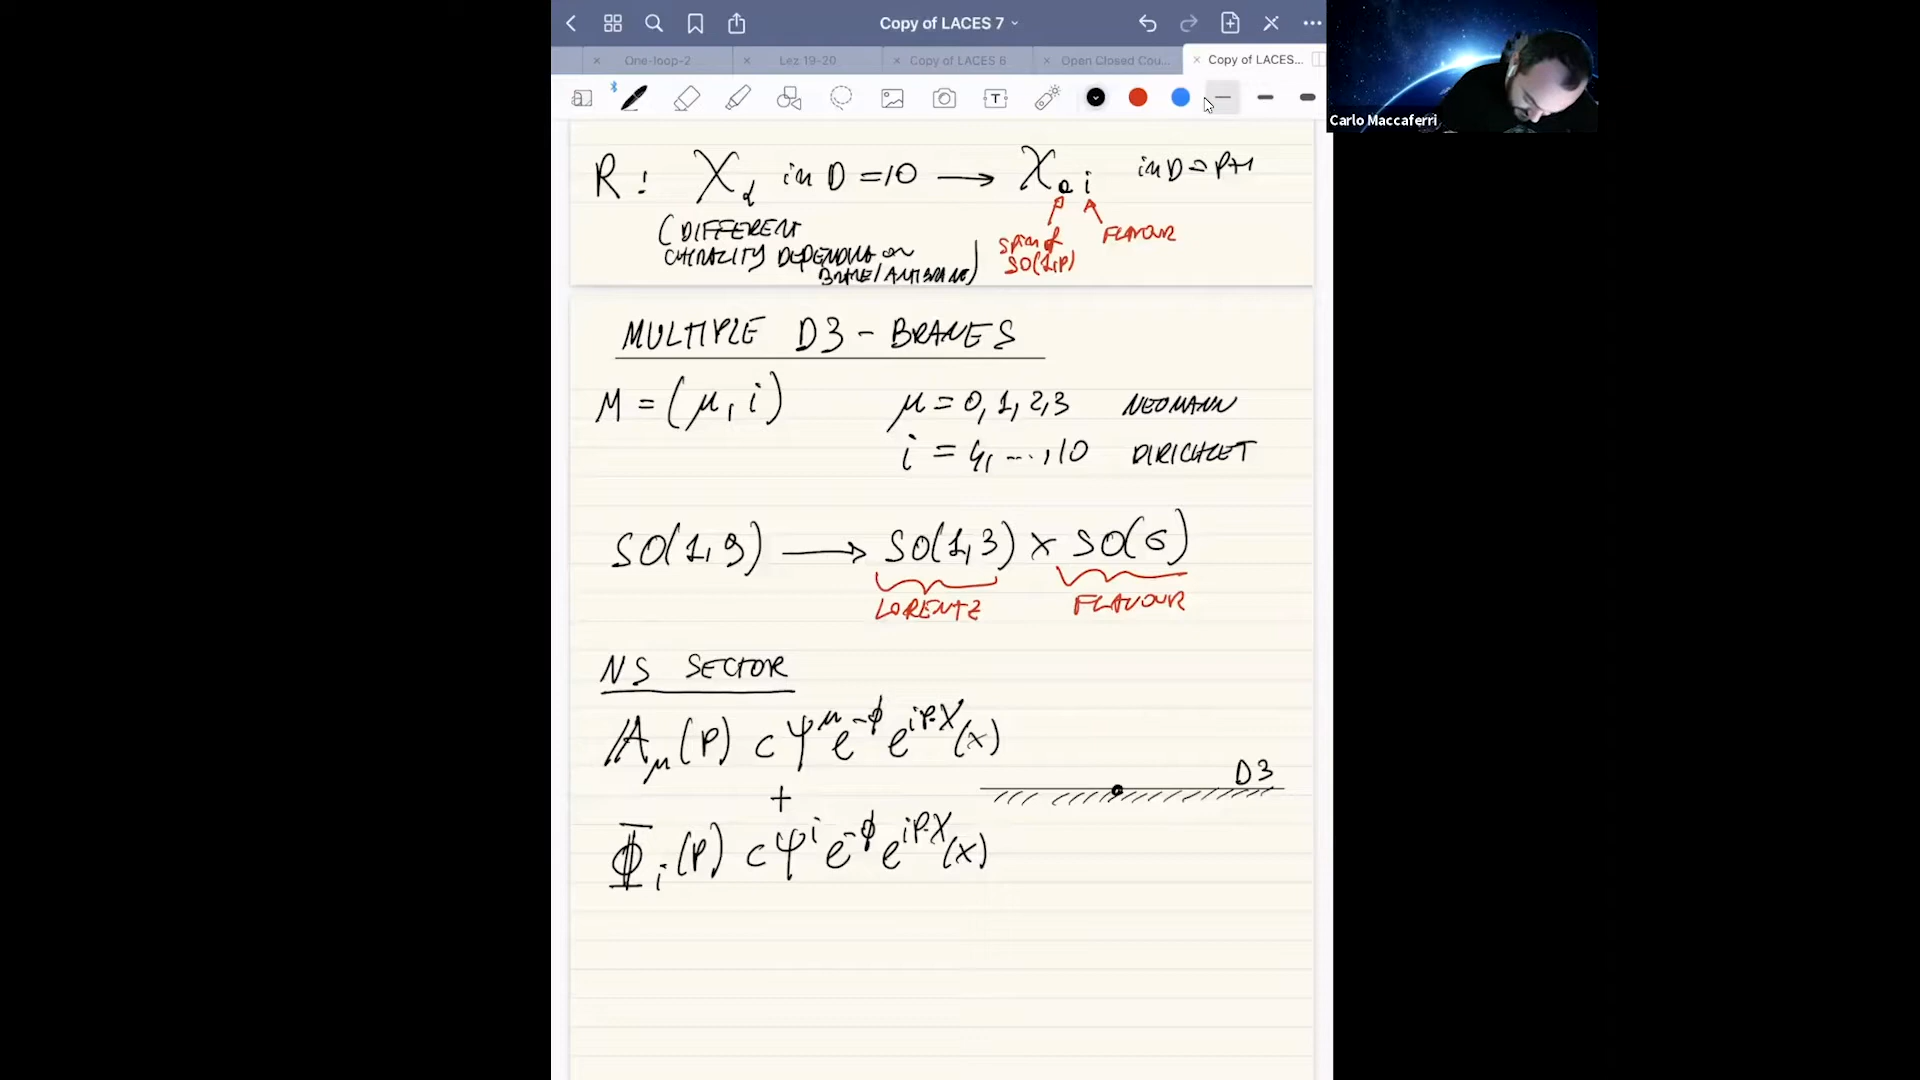 Copy of LACES 7
One-loop-2 ...
Lez 19-20
Copy of LACES 6
Open Closed Cou...
Copy of LACES...
Carlo Maccaferri
R: χ_α in D=10 → χ_{a i} in D=p+1
(DIFFERENT
CHIRALITY DEPENDING on
BRANE/ANTIBRANE)
spin of
SO(1,p)
FLAVOUR
MULTIPLE D3-BRANES
M = (μ, i) μ = 0,1,2,3 NEOMANN
i = 4, ..., 10 DIRICHLET
SO(1,9) → SO(1,3) × SO(6)
LORENTZ FLAVOUR
NS SECTOR
A_μ(p) c ψ^μ e^{-φ} e^{ip·X}(x)
D3
+
Φ_i(p) c ψ^i e^{-φ} e^{ip·X}(x)